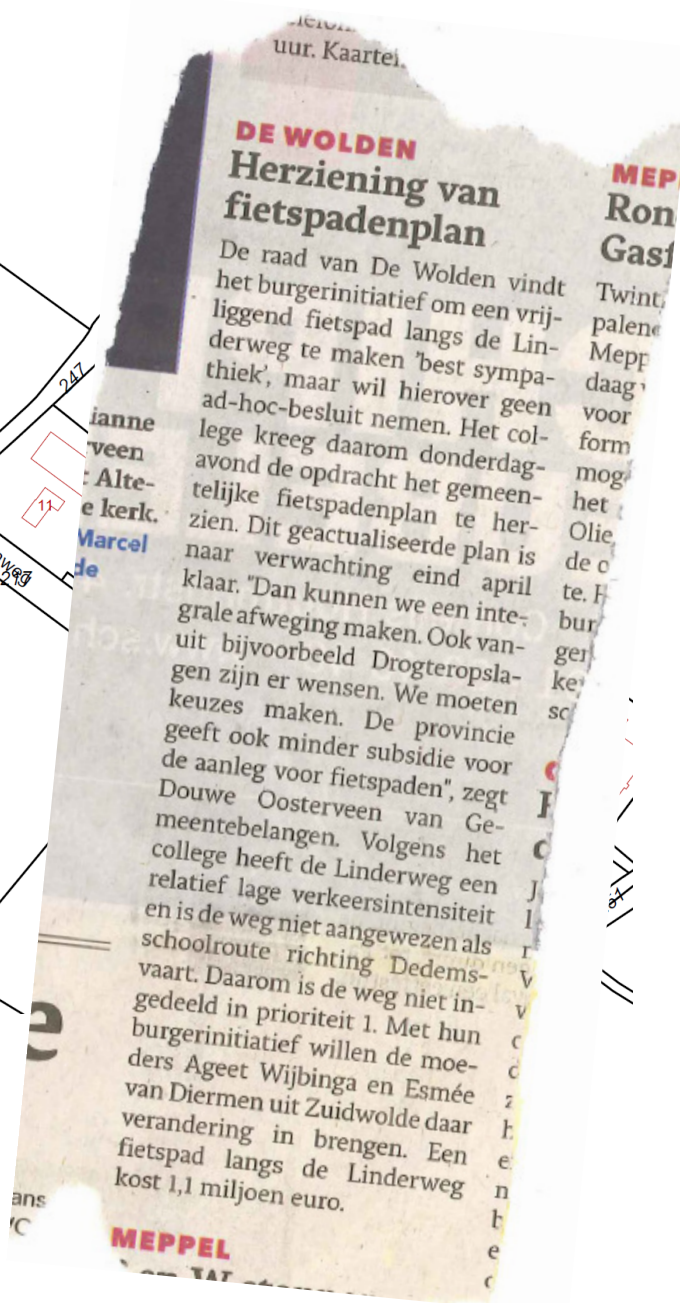 uur.
DE WOLDEN
Herziening van
fietspadenplan
De raad van De Wolden vindt
het burgerinitiatief om een vrij-
liggend fietspad langs de Lin-
derweg te maken 'best sympa-
thiek', maar wil hierover geen
ad-hoc-besluit nemen. Het col-
lege kreeg daarom donderdag-
avond de opdracht het gemeen-
telijke fietspadenplan te her-
zien. Dit geactualiseerde plan is
naar verwachting eind april
klaar. "Dan kunnen we een inte-
grale afweging maken. Ook van-
uit bijvoorbeeld Drogteropsla-
gen zijn er wensen. We moeten
keuzes maken. De provincie
geeft ook minder subsidie voor
de aanleg voor fietspaden", zegt
Douwe Oosterveen van Ge-
meentebelangen. Volgens het
college heeft de Linderweg een
relatief lage verkeersintensiteit
en is de weg niet aangewezen als
schoolroute richting Dedems-
vaart. Daarom is de weg niet in-
gedeeld in prioriteit 1. Met hun
burgerinitiatief willen de moe-
ders Ageet Wijbinga en Esmée
van Diermen uit Zuidwolde daar
verandering in brengen. Een
fietspad langs de Linderweg
kost 1,1 miljoen euro.
MEPPEL
MEP
Ron
Gasf
Twint
palen
Mepp
daag
voor
form
mog
het
Olie
de o
te. F
bur
ger
ke
sc
ianne
rveen
t Alte-
e kerk.
Marcel
de
e
ans
/C
247
11